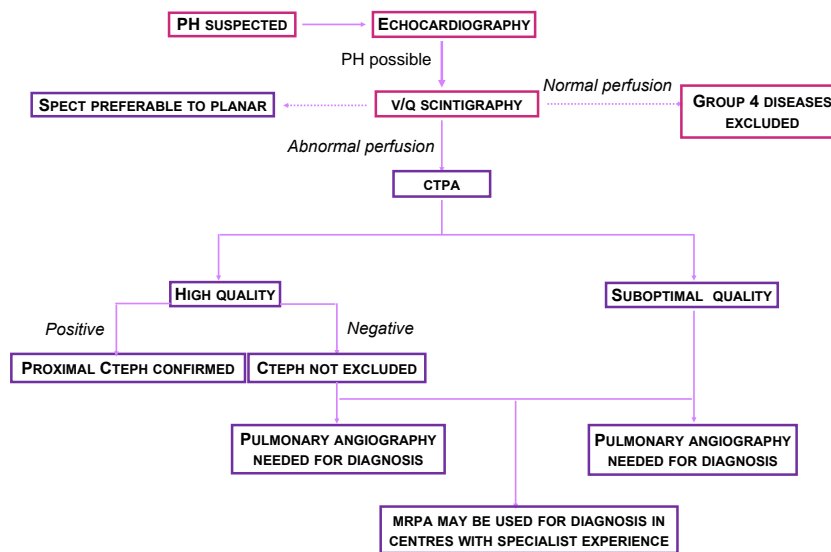 PH SUSPECTED
ECHOCARDIOGRAPHY
PH possible
SPECT PREFERABLE TO PLANAR
V/Q SCINTIGRAPHY
Normal perfusion
GROUP 4 DISEASES
EXCLUDED
Abnormal perfusion
CTPA
HIGH QUALITY
SUBOPTIMAL QUALITY
Positive
Negative
PROXIMAL CTEPH CONFIRMED
CTEPH NOT EXCLUDED
PULMONARY ANGIOGRAPHY
NEEDED FOR DIAGNOSIS
PULMONARY ANGIOGRAPHY
NEEDED FOR DIAGNOSIS
MRPA MAY BE USED FOR DIAGNOSIS IN
CENTRES WITH SPECIALIST EXPERIENCE